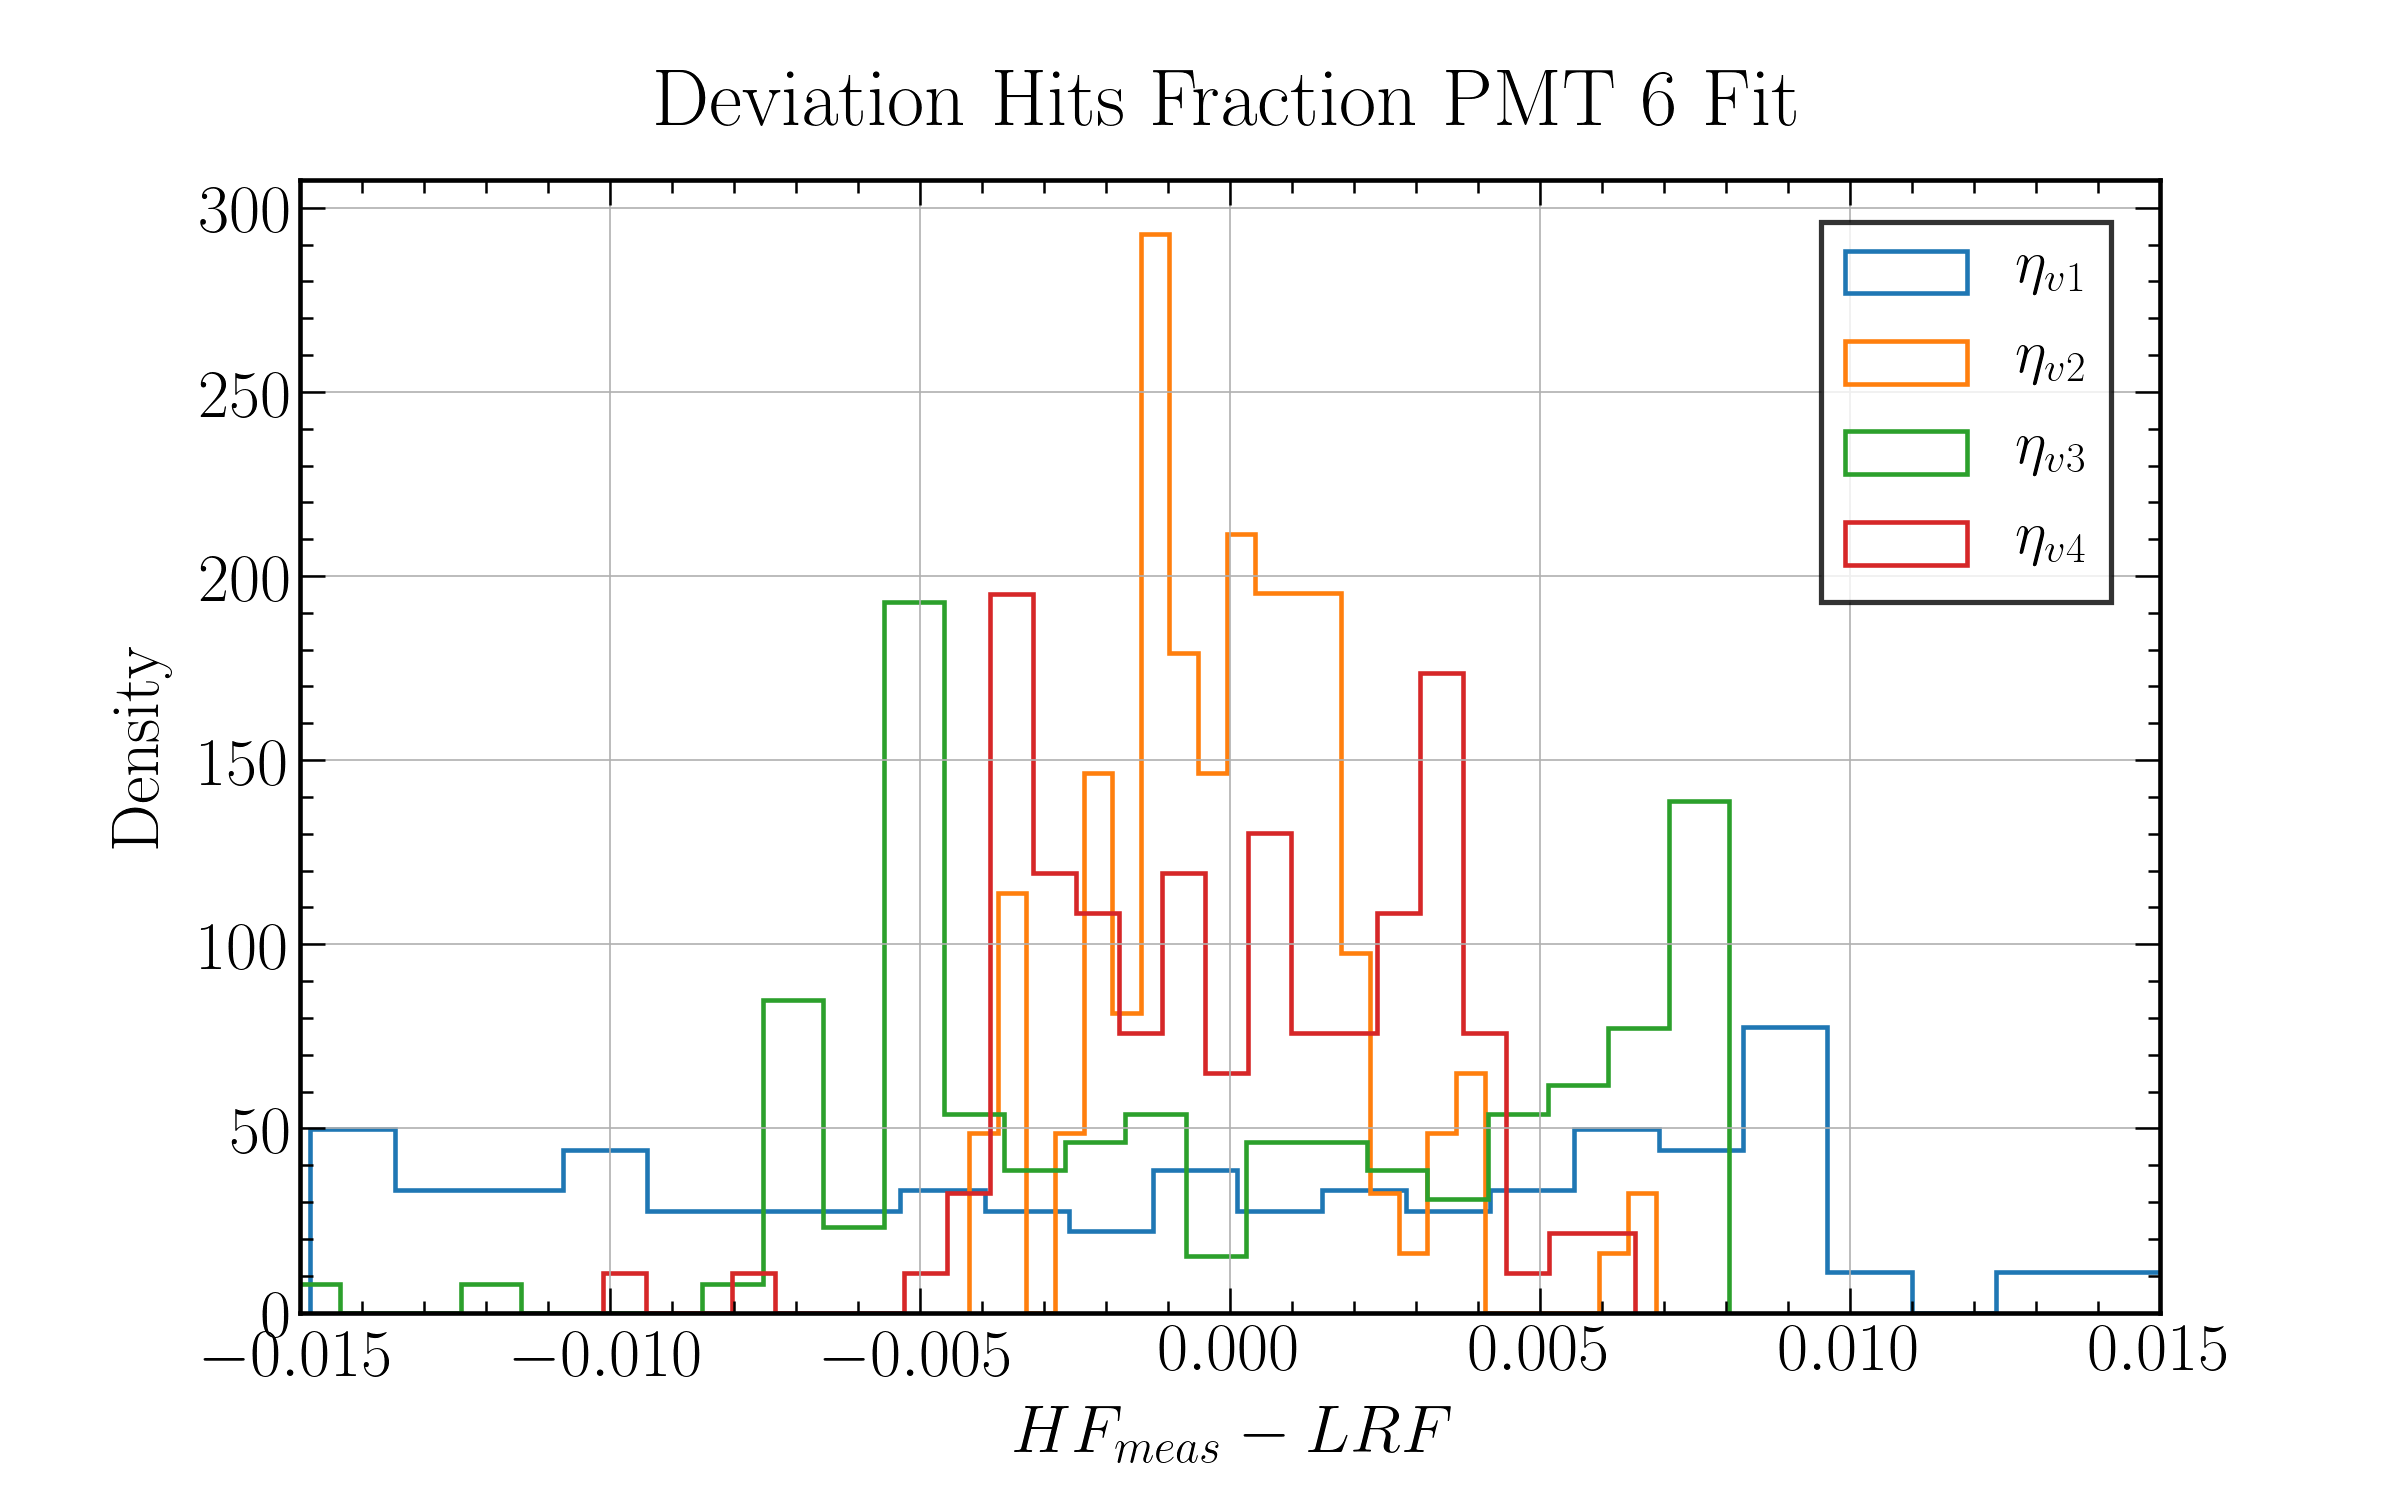 Deviation Hits Fraction PMT 6 Fit
300
250
200
150
100
50
0
Density
−0.015 −0.010 −0.005 0.000 0.005 0.010 0.015
HF_meas − LRF
η_v1
η_v2
η_v3
η_v4